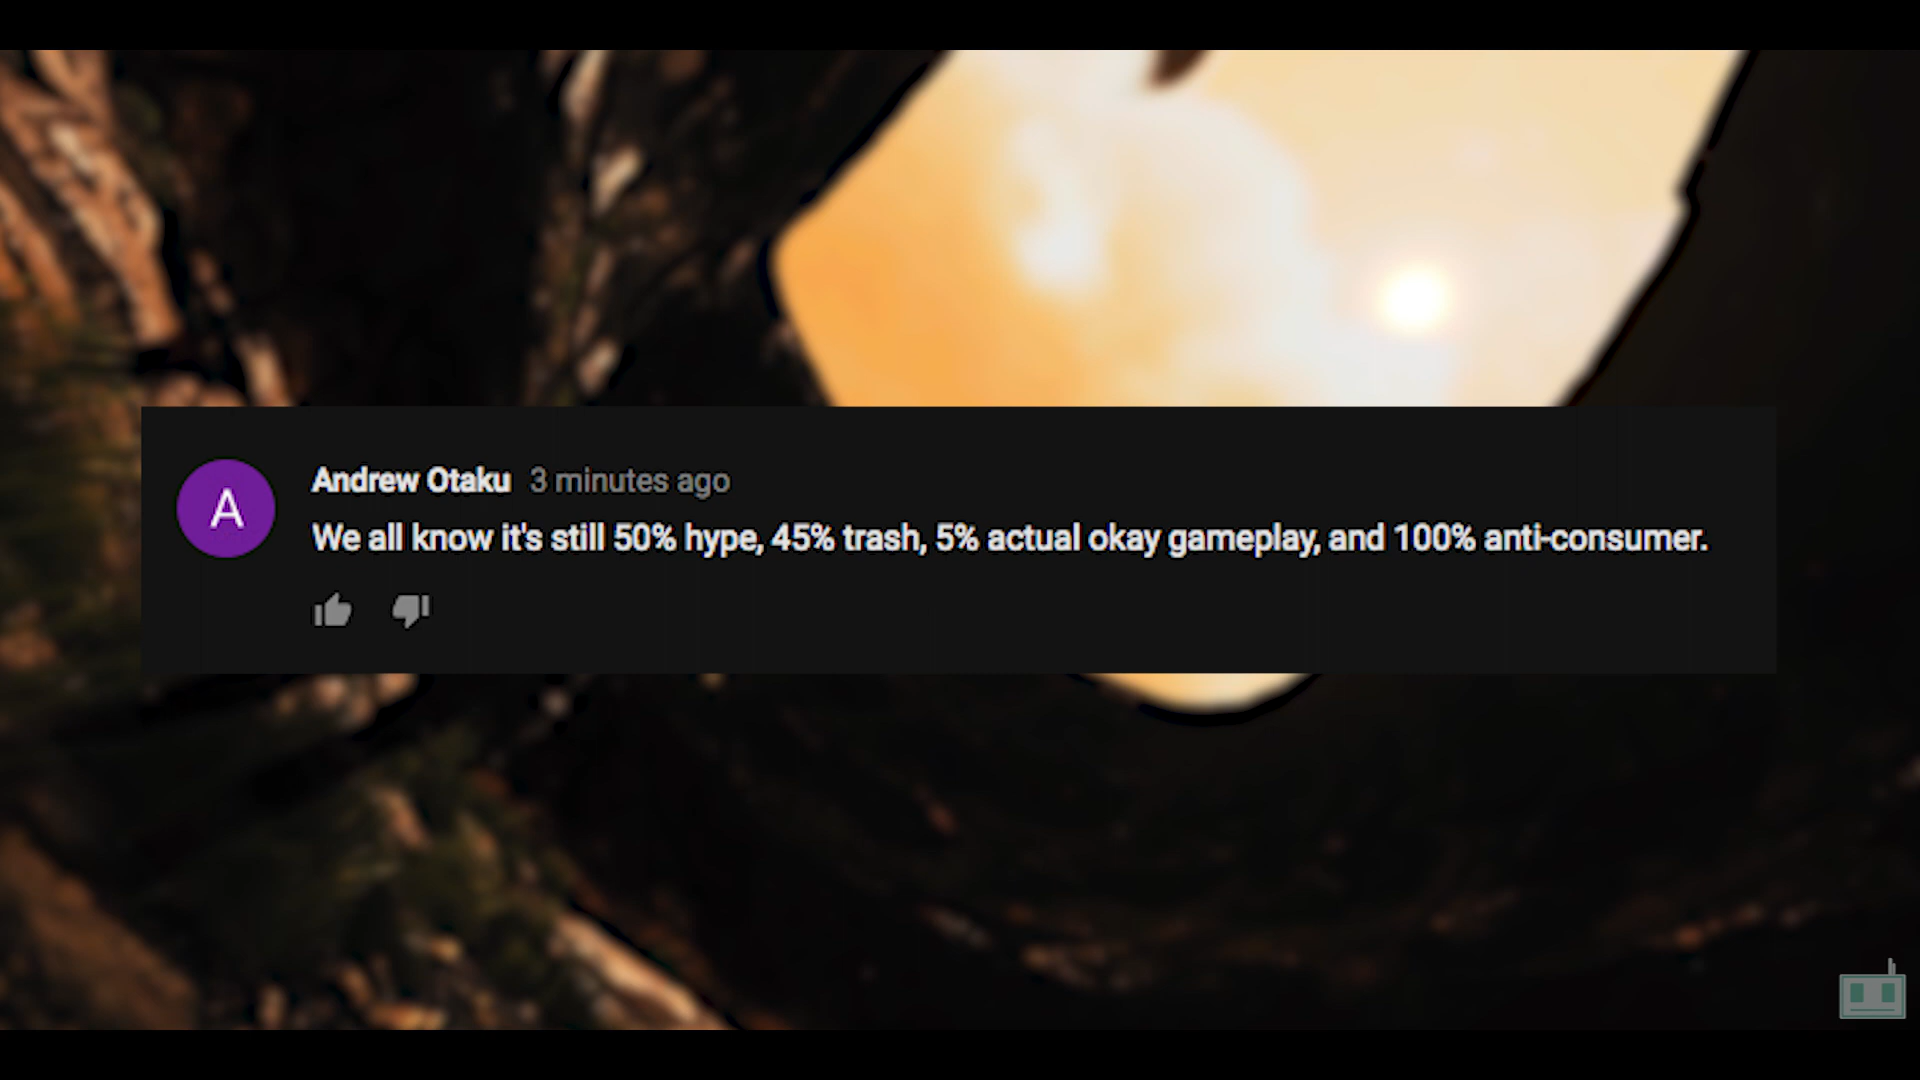 A
Andrew Otaku 3 minutes ago
We all know it's still 50% hype, 45% trash, 5% actual okay gameplay, and 100% anti-consumer.